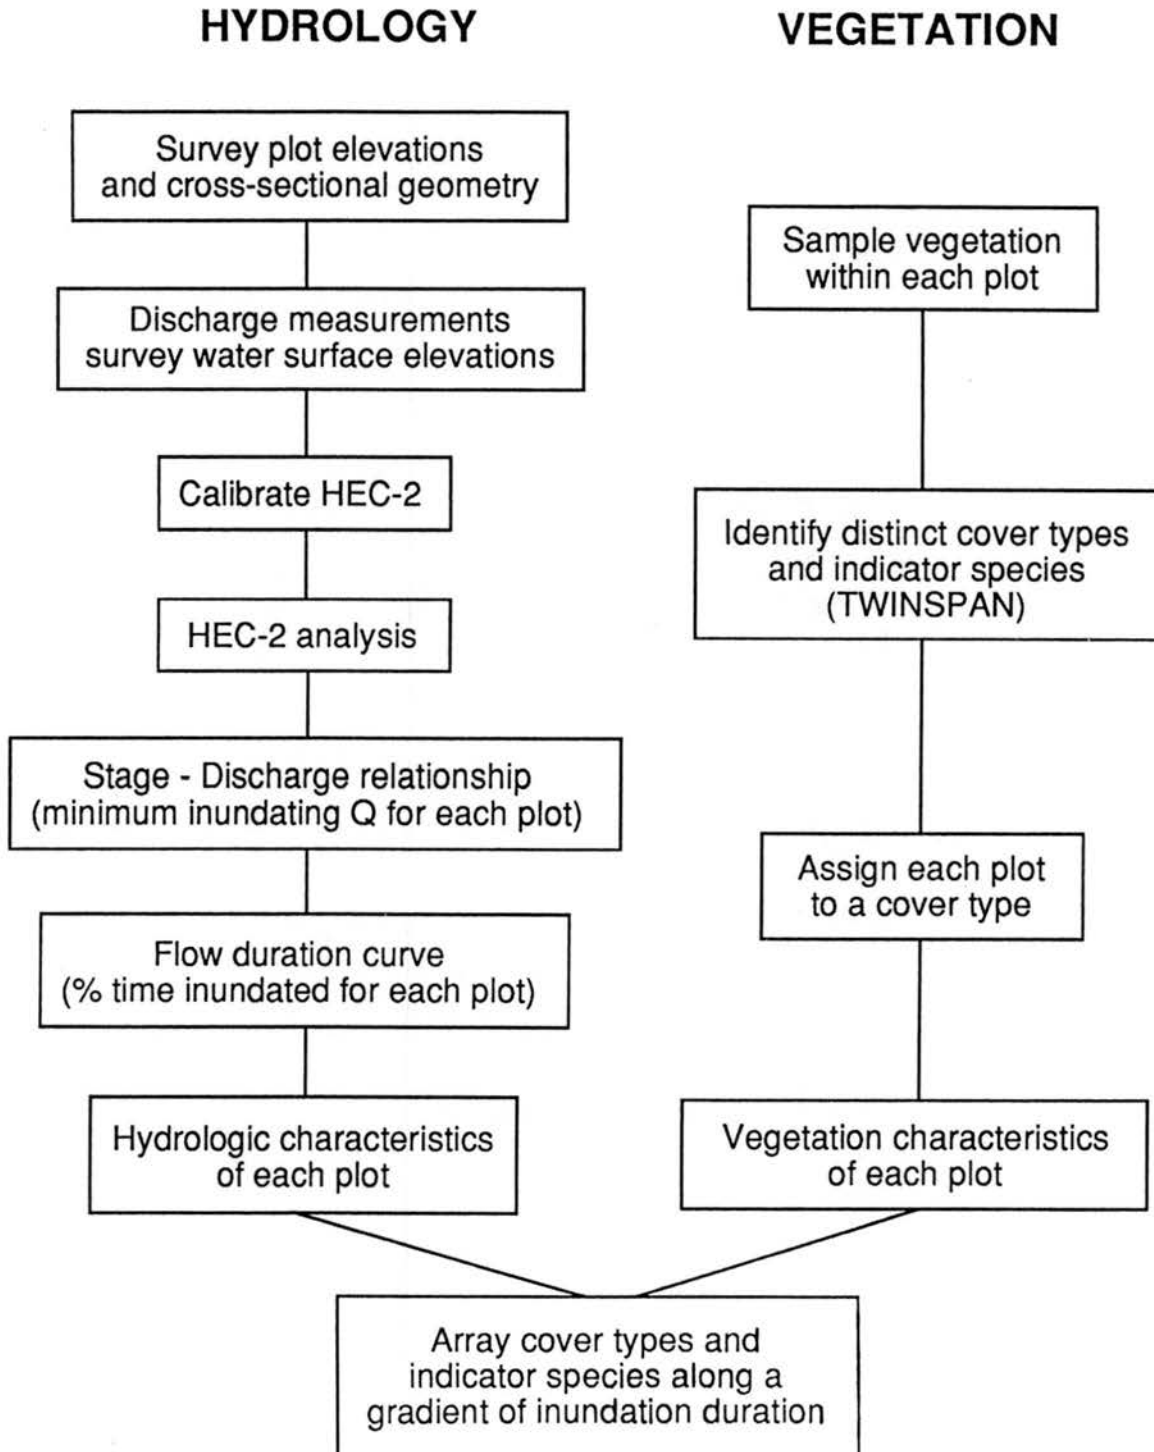 HYDROLOGY
Survey plot elevations
and cross-sectional geometry
Discharge measurements
survey water surface elevations
Calibrate HEC-2
HEC-2 analysis
Stage - Discharge relationship
(minimum inundating Q for each plot)
Flow duration curve
(% time inundated for each plot)
Hydrologic characteristics
of each plot
VEGETATION
Sample vegetation
within each plot
Identify distinct cover types
and indicator species
(TWINSPAN)
Assign each plot
to a cover type
Vegetation characteristics
of each plot
Array cover types and
indicator species along a
gradient of inundation duration